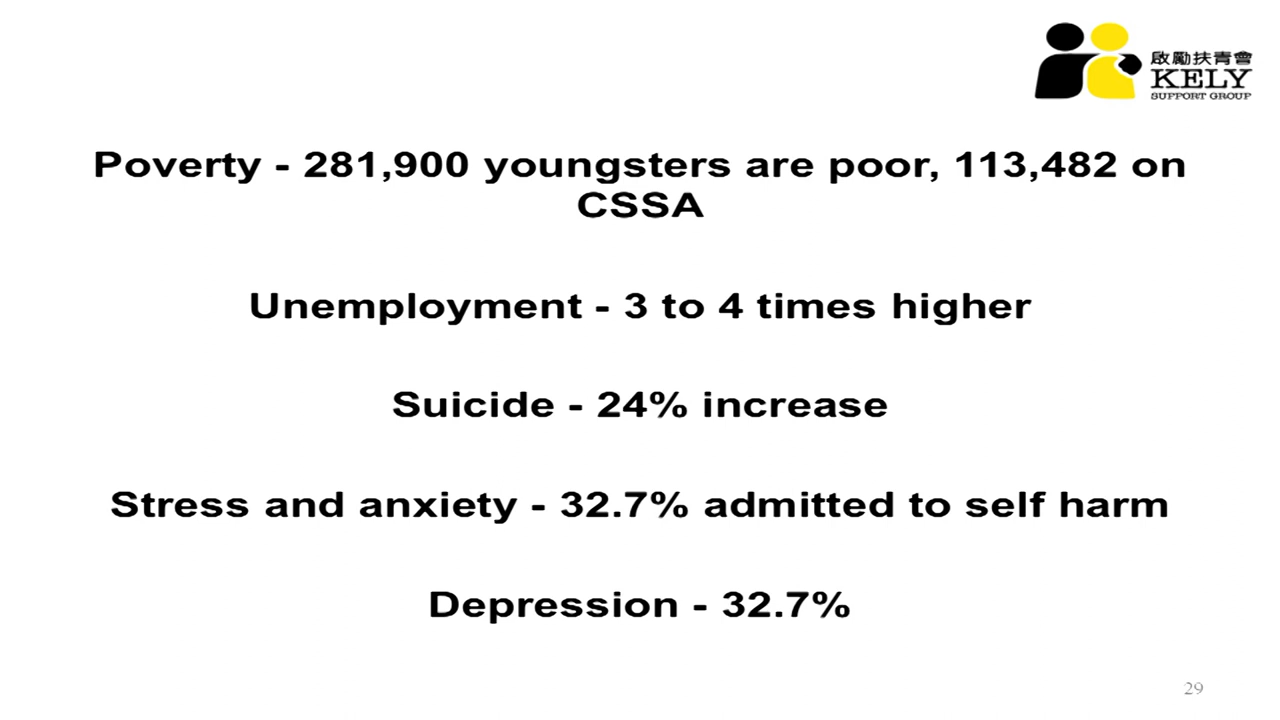 啟勵扶青會
KELY
SUPPORT GROUP
Poverty - 281,900 youngsters are poor, 113,482 on
CSSA
Unemployment - 3 to 4 times higher
Suicide - 24% increase
Stress and anxiety - 32.7% admitted to self harm
Depression - 32.7%
29